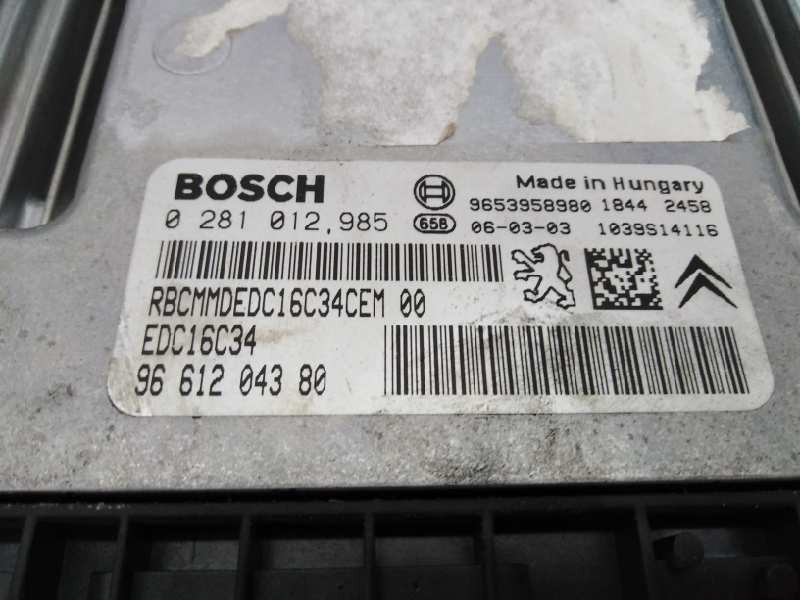 BOSCH
Made in Hungary
9653958980 1844 2458
0 281 012,985
65B
06-03-03 1039S14116
RBCMMDEDC16C34CEM 00
EDC16C34
96 612 043 80